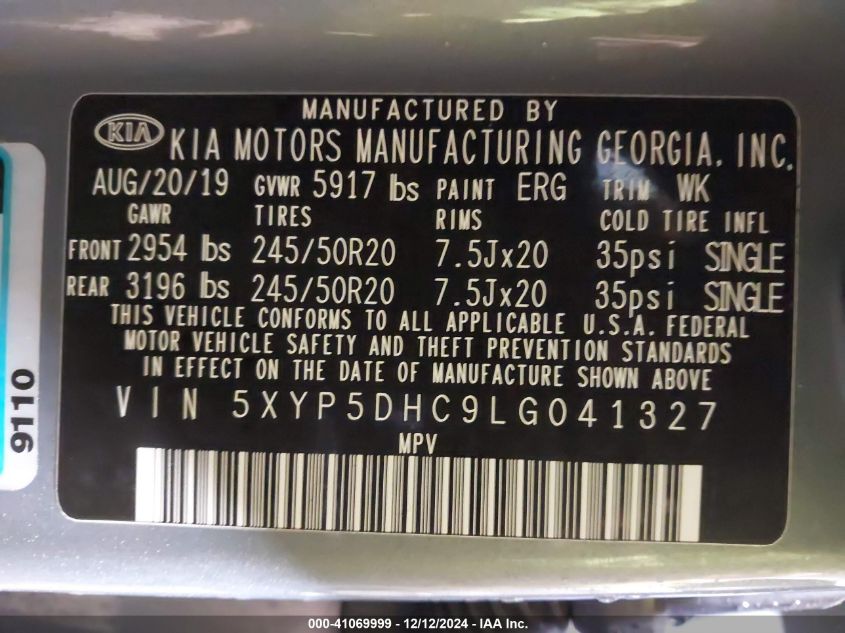 MANUFACTURED BY
KIA KIA MOTORS MANUFACTURING GEORGIA, INC.
AUG/20/19 GVWR 5917 lbs PAINT ERG TRIM WK
GAWR TIRES RIMS COLD TIRE INFL
FRONT 2954 lbs 245/50R20 7.5Jx20 35psi SINGLE
REAR 3196 lbs 245/50R20 7.5Jx20 35psi SINGLE
THIS VEHICLE CONFORMS TO ALL APPLICABLE U.S.A. FEDERAL
MOTOR VEHICLE SAFETY AND THEFT PREVENTION STANDARDS
IN EFFECT ON THE DATE OF MANUFACTURE SHOWN ABOVE
VIN 5XYP5DHC9LG041327
MPV
9110
000-41069999 - 12/12/2024 - IAA Inc.